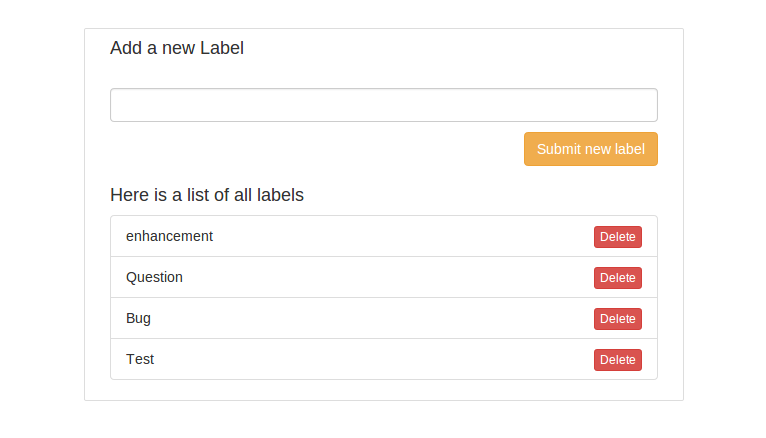 Add a new Label
Submit new label
Here is a list of all labels
enhancement Delete
Question Delete
Bug Delete
Test Delete